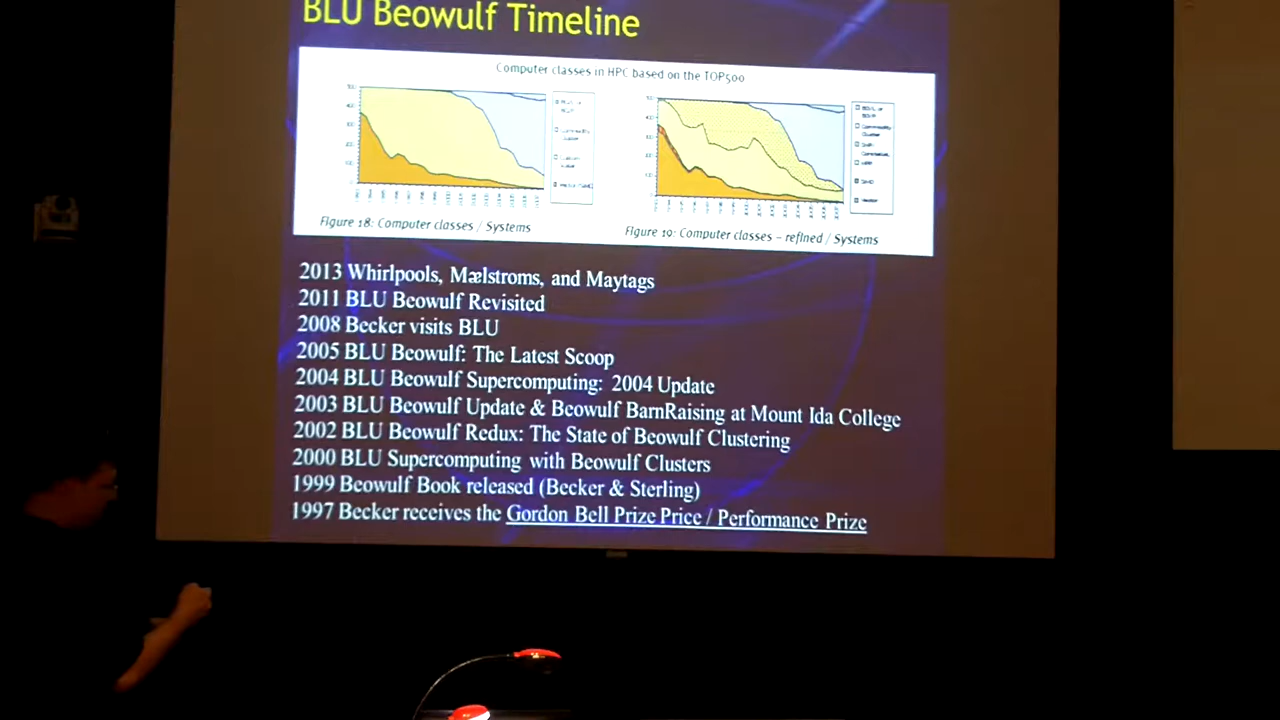 BLU Beowulf Timeline
Computer classes in HPC based on the TOP500
Figure 18: Computer classes / Systems
Figure 19: Computer classes – refined / Systems
2013 Whirlpools, Mælstroms, and Maytags
2011 BLU Beowulf Revisited
2008 Becker visits BLU
2005 BLU Beowulf: The Latest Scoop
2004 BLU Beowulf Supercomputing: 2004 Update
2003 BLU Beowulf Update & Beowulf BarnRaising at Mount Ida College
2002 BLU Beowulf Redux: The State of Beowulf Clustering
2000 BLU Supercomputing with Beowulf Clusters
1999 Beowulf Book released (Becker & Sterling)
1997 Becker receives the Gordon Bell Prize Price / Performance Prize